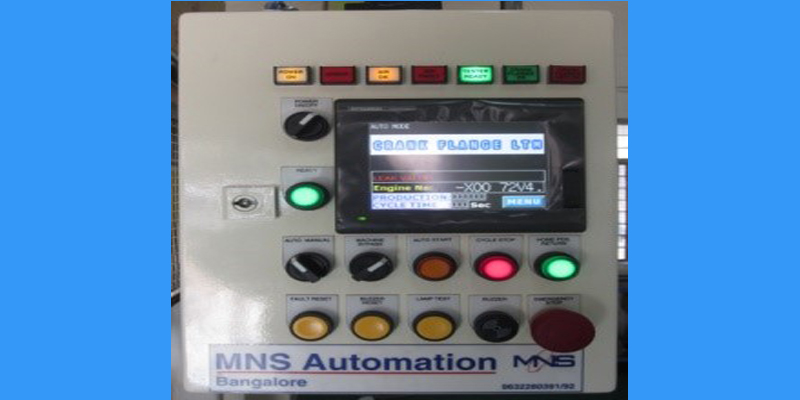 POWER ON
AIR OK
TESTER READY
POWER ON/OFF
AUTO MODE
CRANK FLANGE LTM
LEAK VALUE
Engine No: -X00 72V4.
PRODUCTION
CYCLE TIME Sec
MENU
READY
AUTO/MANUAL
MACHINE BYPASS
AUTO START
CYCLE STOP
HOME POS. RETURN
FAULT RESET
BUZZER RESET
LAMP TEST
BUZZER
EMERGENCY STOP
MNS Automation
MNS
Bangalore